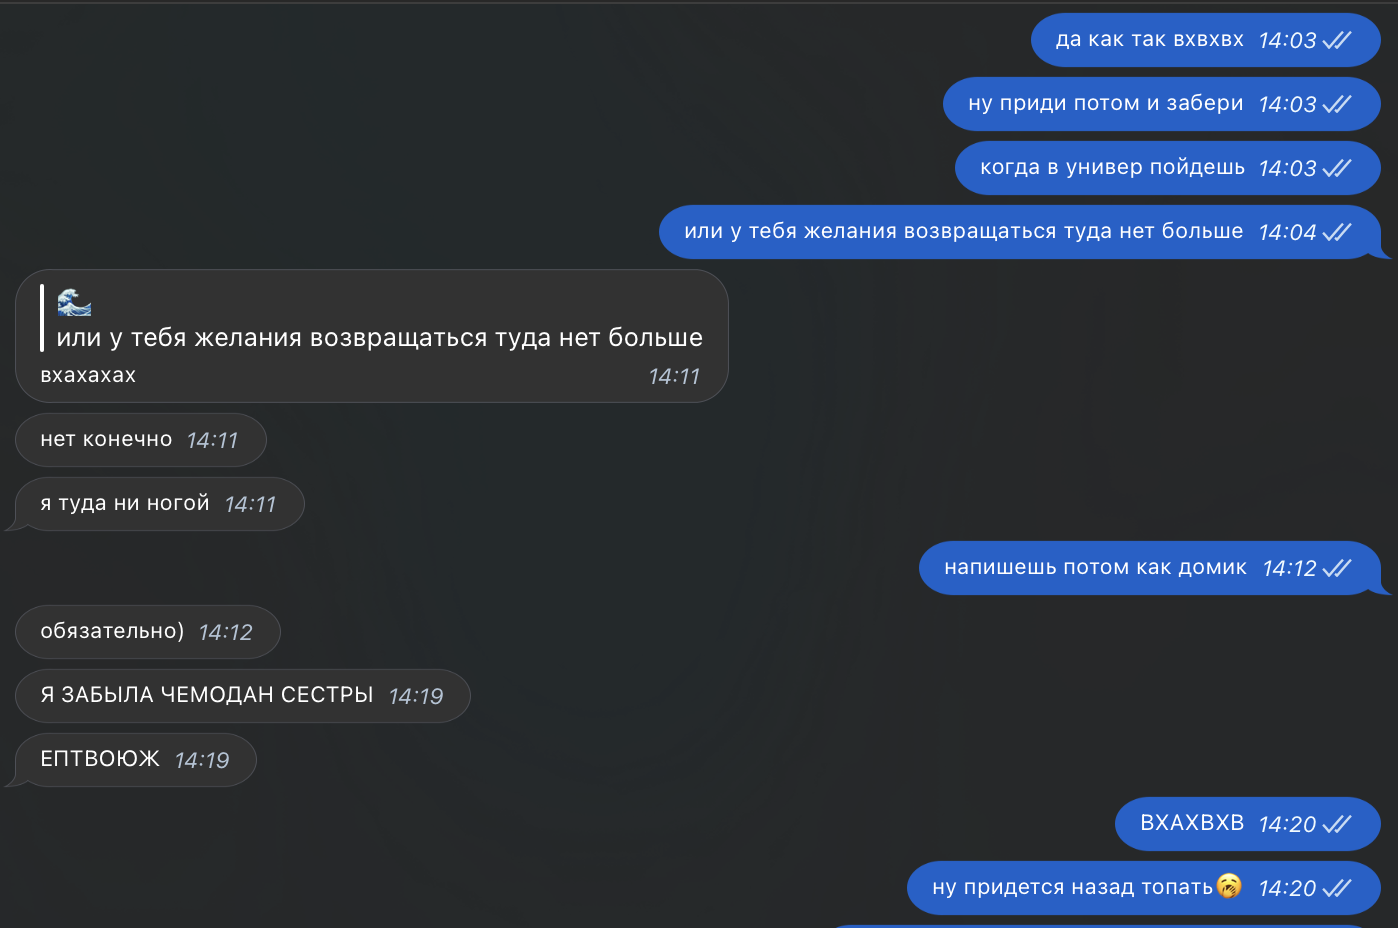 да как так вхвхвх 14:03
ну приди потом и забери 14:03
когда в универ пойдешь 14:03
или у тебя желания возвращаться туда нет больше 14:04
🌊
или у тебя желания возвращаться туда нет больше
вхахахах 14:11
нет конечно 14:11
я туда ни ногой 14:11
напишешь потом как домик 14:12
обязательно) 14:12
Я ЗАБЫЛА ЧЕМОДАН СЕСТРЫ 14:19
ЕПТВОЮЖ 14:19
ВХАХВХВ 14:20
ну придется назад топать🥱 14:20